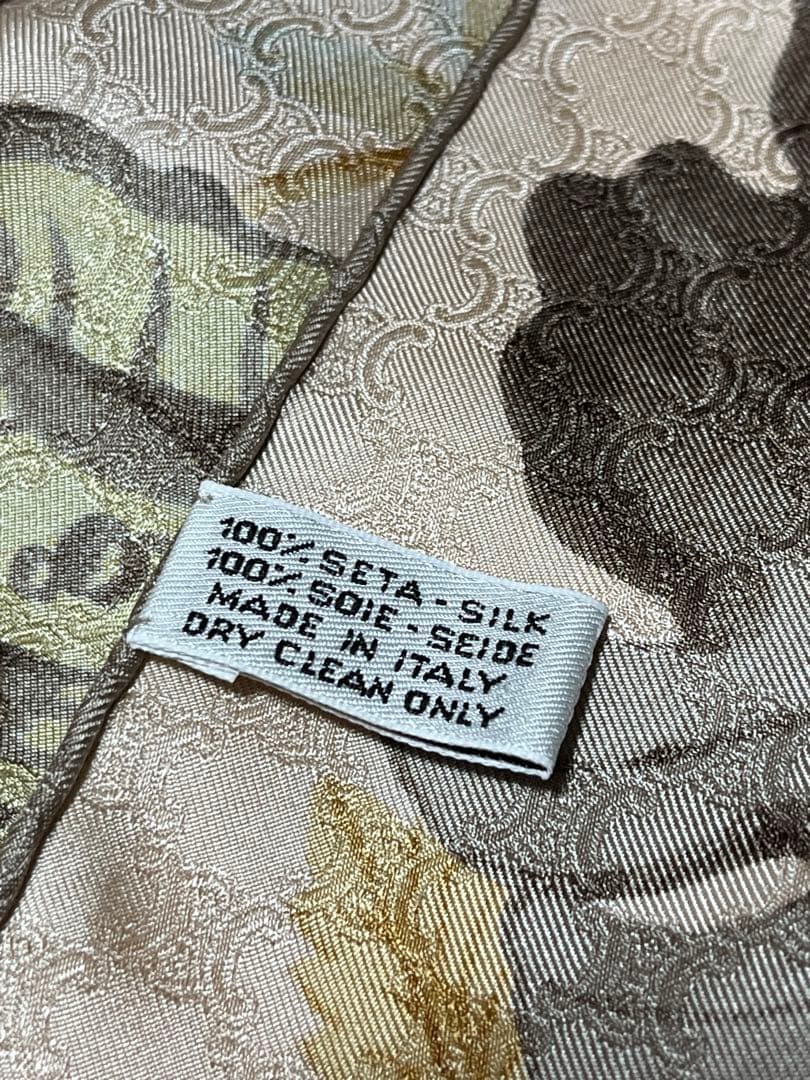 100% SETA - SILK
100% SOIE - SEIDE
MADE IN ITALY
DRY CLEAN ONLY